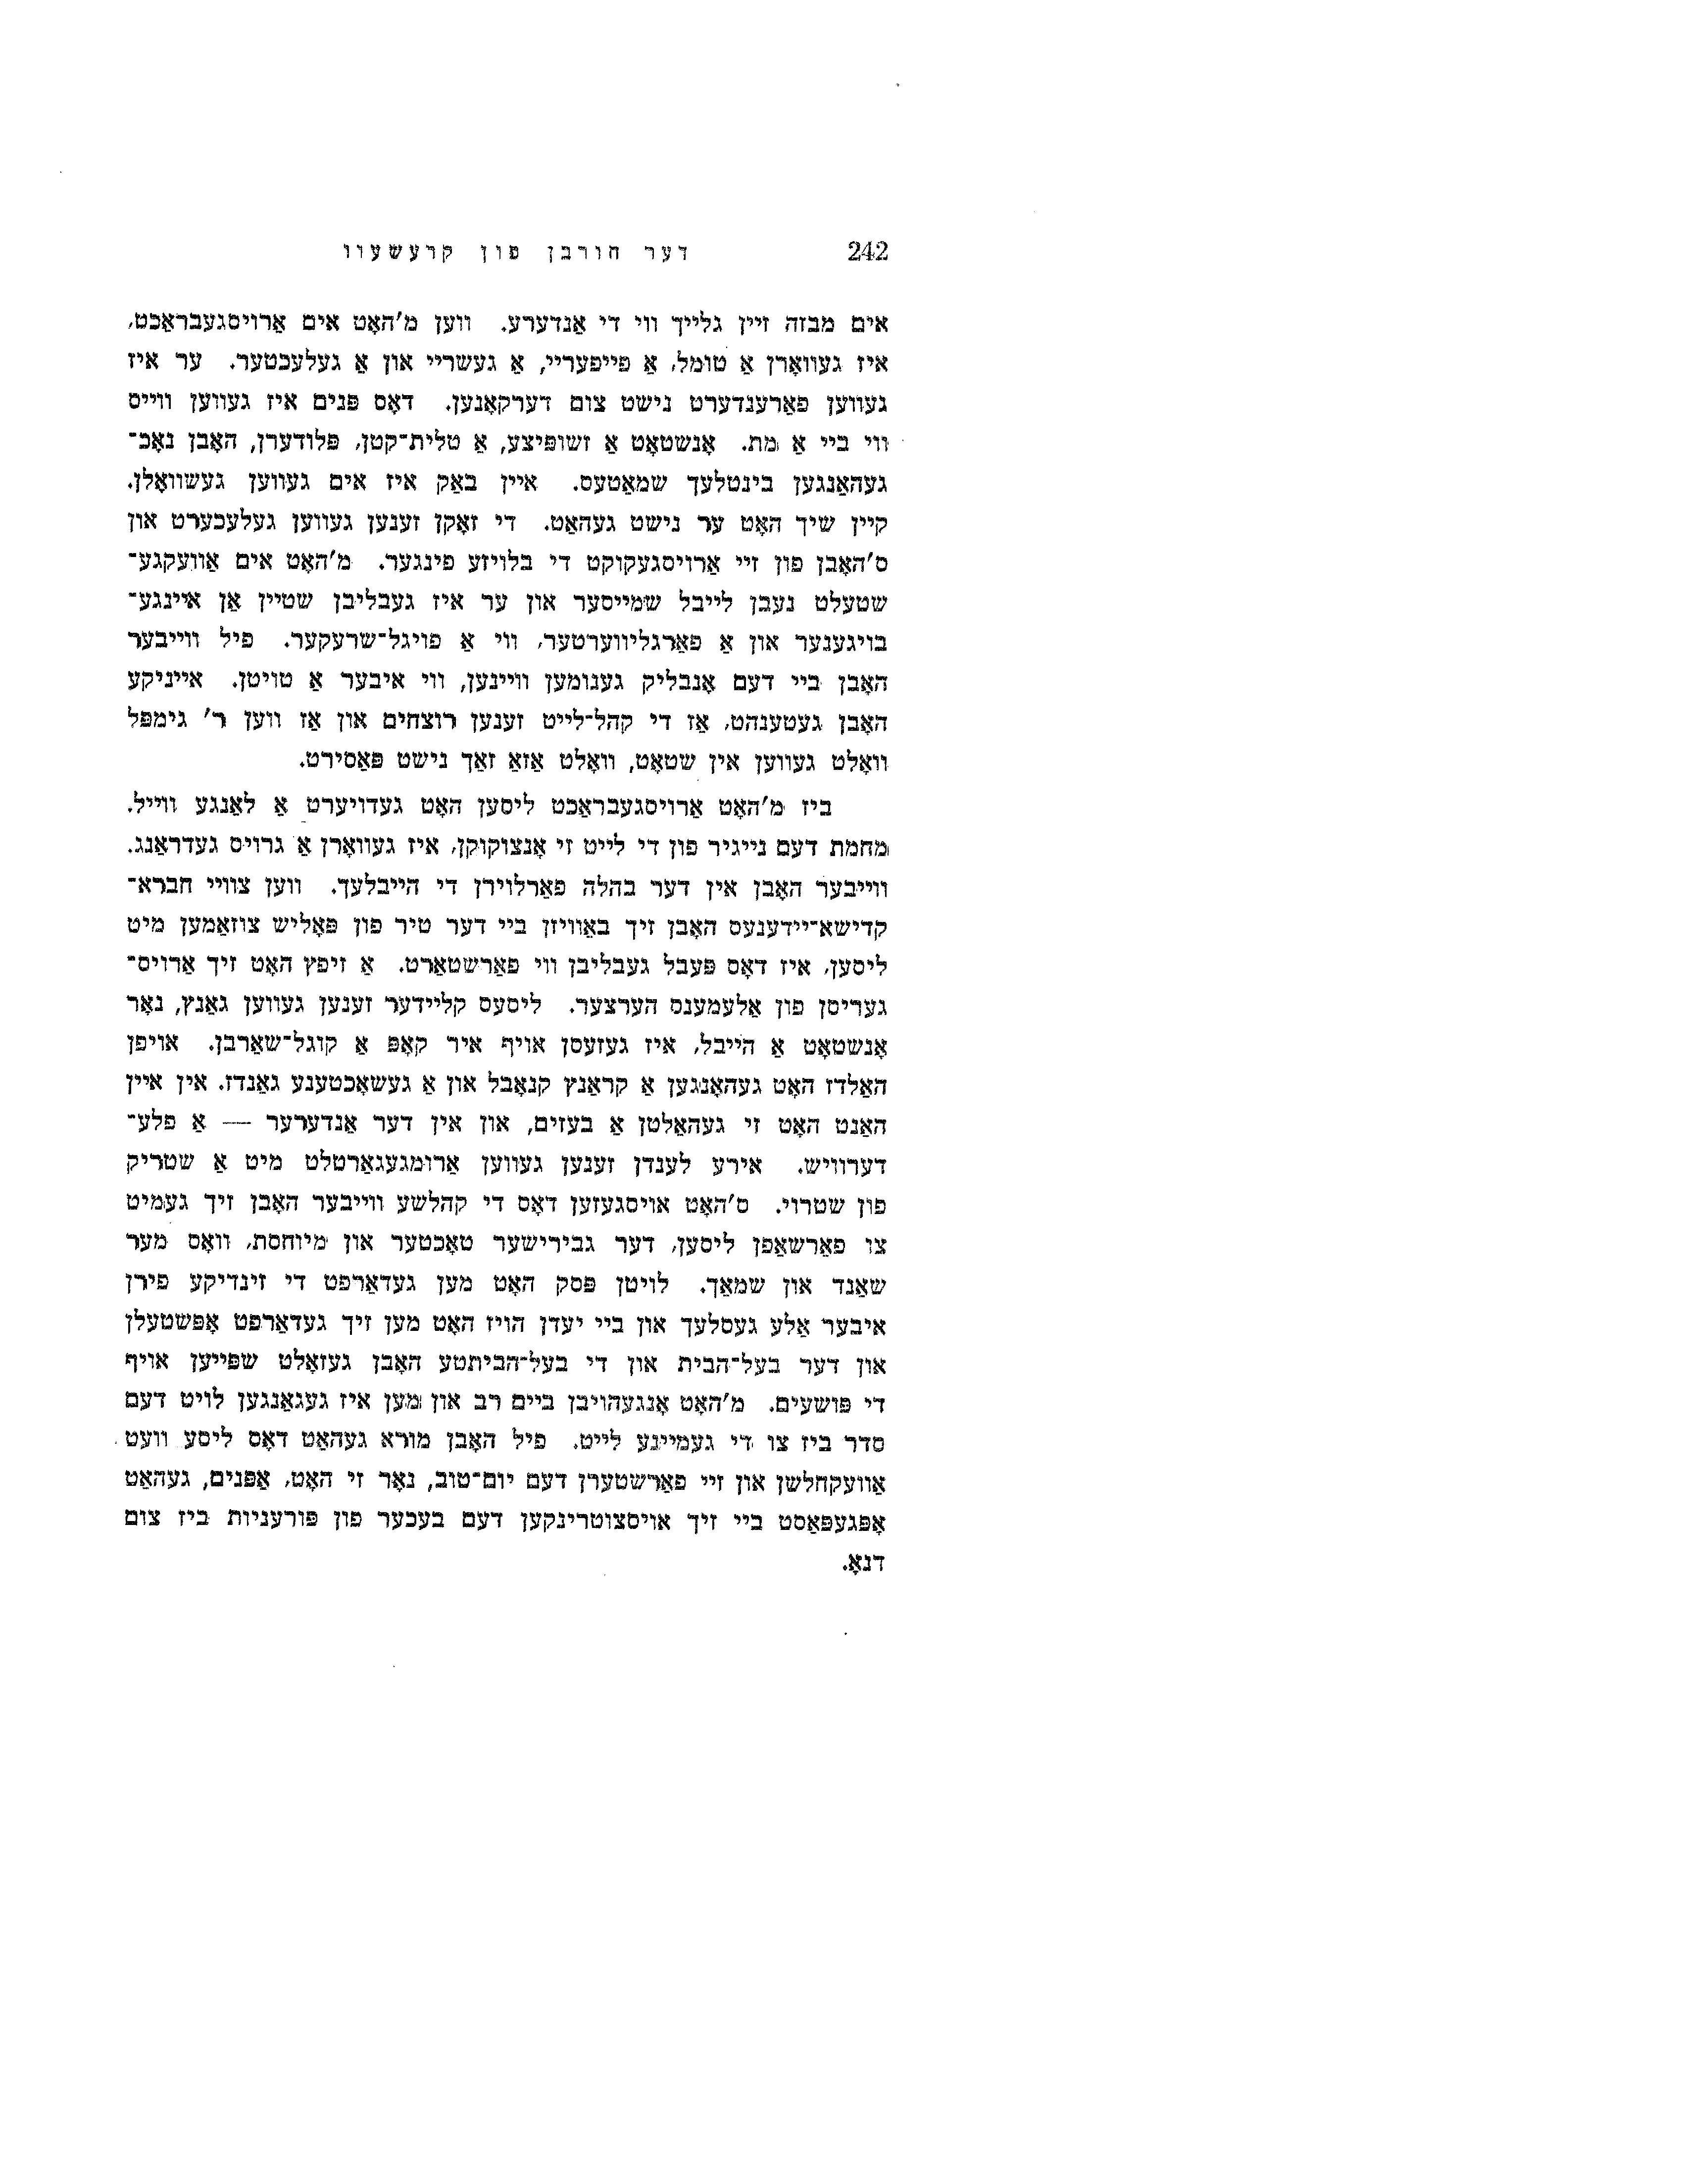 242 דער חורבן פון קרעשעוו
אים מבזה זיין גלייך ווי די אַנדערע. ווען מ'האָט אים אַרויסגעבראַכט,
איז געוואָרן אַ טומל, אַ פייפעריי, אַ געשריי און אַ געלעכטער. ער איז
געווען פאַרענדערט נישט צום דערקאָנען. דאָס פּנים איז געווען ווייס
ווי ביי אַ מת. אָנשטאָט אַ זשופּיצע, אַ טלית־קטן, פּלודערן, האָבן נאָכ־
געהאַנגען בינטלעך שמאַטעס. איין באַק איז אים געווען געשוואָלן.
קיין שיך האָט ער נישט געהאַט. די זאָקן זענען געווען געלעכערט און
ס'האָבן פון זיי אַרויסגעקוקט די בלויזע פינגער. מ'האָט אים אַוועקגע־
שטעלט נעבן לייבל שמייסער און ער איז געבליבן שטיין אַן איינגע־
בויגענער און אַ פאַרגליווערטער, ווי אַ פויגל־שרעקער. פיל ווייבער
האָבן ביי דעם אָנבליק גענומען וויינען, ווי איבער אַ טויטן. אייניקע
האָבן געטענהט, אַז די קהל־לייט זענען רוצחים און אַז ווען ר' גימפּל
וואָלט געווען אין שטאָט, וואָלט אַזאַ זאַך נישט פּאַסירט.
ביז מ'האָט אַרויסגעבראַכט ליסען האָט געדויערט אַ לאַנגע ווייל.
מחמת דעם נייגיר פון די לייט זי אָנצוקוקן, איז געוואָרן אַ גרויס געדראַנג.
ווייבער האָבן אין דער בהלה פאַרלוירן די הייבלעך. ווען צוויי חברא־
קדישא־יידענעס האָבן זיך באַוויזן ביי דער טיר פון פּאָליש צוזאַמען מיט
ליסען, איז דאָס פּעבל געבליבן ווי פאַרשטאַרט. אַ זיפץ האָט זיך אַרויס־
געריסן פון אַלעמענס הערצער. ליסעס קליידער זענען געווען גאַנץ, נאָר
אָנשטאָט אַ הייבל, איז געזעסן אויף איר קאָפּ אַ קוגל־שאַרבן. אויפן
האַלדז האָט געהאָנגען אַ קראַנץ קנאָבל און אַ געשאָכטענע גאַנדז. אין איין
האַנט האָט זי געהאַלטן אַ בעזים, און אין דער אַנדערער — אַ פלע־
דערוויש. אירע לענדן זענען געווען אַרומגעגאַרטלט מיט אַ שטריק
פון שטרוי. ס'האָט אויסגעזען דאָס די קהלשע ווייבער האָבן זיך געמיט
צו פאַרשאַפן ליסען, דער גבירישער טאָכטער און מיוחסת, וואָס מער
שאַנד און שמאַך. לויטן פּסק האָט מען געדאַרפט די זינדיקע פירן
איבער אַלע געסלעך און ביי יעדן הויז האָט מען זיך געדאַרפט אָפּשטעלן
און דער בעל־הבית און די בעל־הביתטע האָבן געזאָלט שפּייען אויף
די פּושעים. מ'האָט אָנגעהויבן ביים רב און מען איז געגאַנגען לויט דעם
סדר ביז צו די געמיינע לייט. פיל האָבן מורא געהאַט דאָס ליסע וועט
אַוועקחלשן און זיי פאַרשטערן דעם יום־טוב, נאָר זי האָט, אַפּנים, געהאַט
אָפּגעפּאַסט ביי זיך אויסצוטרינקען דעם בעכער פון פּורעניות ביז צום
דנאָ.